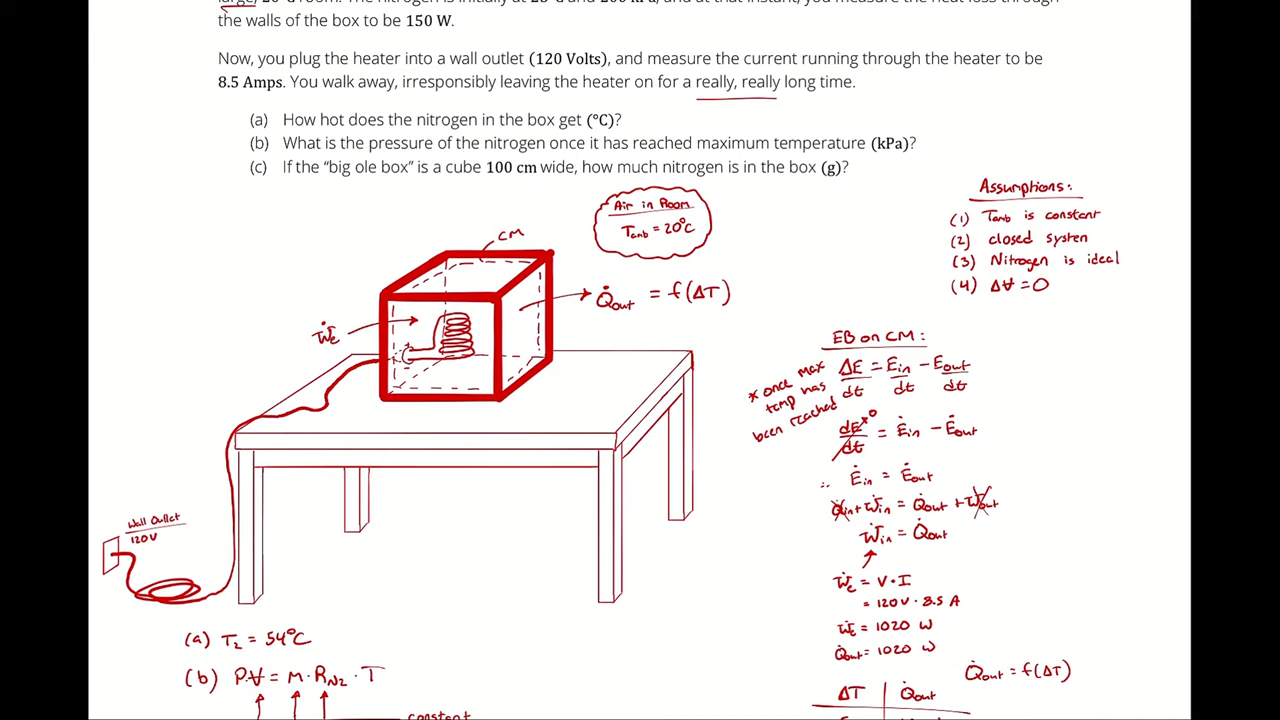 the walls of the box to be 150 W.
Now, you plug the heater into a wall outlet (120 Volts), and measure the current running through the heater to be
8.5 Amps. You walk away, irresponsibly leaving the heater on for a really, really long time.
(a) How hot does the nitrogen in the box get (°C)?
(b) What is the pressure of the nitrogen once it has reached maximum temperature (kPa)?
(c) If the “big ole box” is a cube 100 cm wide, how much nitrogen is in the box (g)?
Assumptions:
(1) Tamb is constant
(2) closed system
(3) Nitrogen is ideal
(4) ΔV = 0
Air in Room
Tamb = 20°C
CM
Q̇out = f(ΔT)
Ẇe
EB on CM:
* once max temp has been reached
ΔE/dt = Ein/dt - Eout/dt
dE/dt *0 = Ėin - Ėout
∴ Ėin = Ėout
Q̇in + Ẇin = Q̇out + Ẇout
Ẇin = Q̇out
Ẇe = V · I
= 120V · 8.5 A
Ẇe = 1020 W
Q̇out = 1020 W
Wall Outlet
120V
(a) T2 = 54°C
(b) P.V = M · RN2 · T
Q̇out = f(ΔT)
ΔT Q̇out
constant